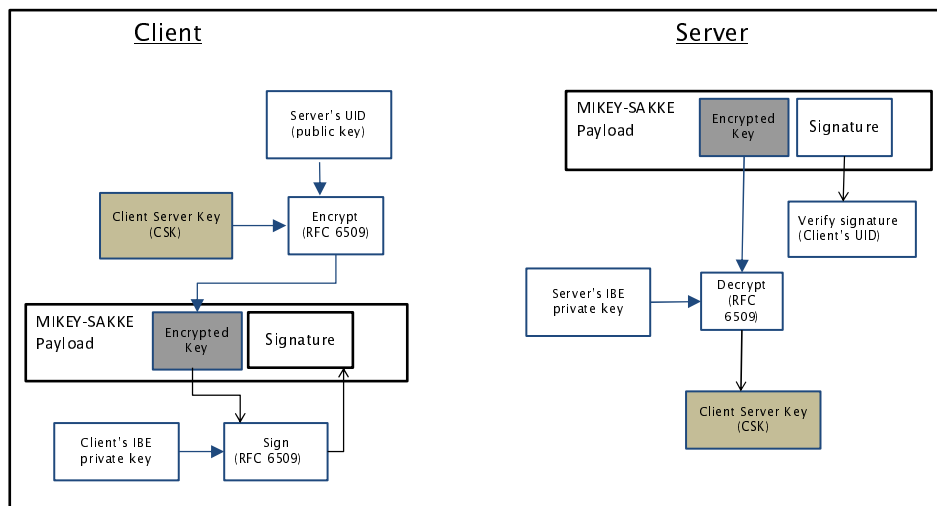 Client
Server's UID
(public key)
Client Server Key
(CSK)
Encrypt
(RFC 6509)
MIKEY-SAKKE
Payload
Encrypted
Key
Signature
Client's IBE
private key
Sign
(RFC 6509)
Server
MIKEY-SAKKE
Payload
Encrypted
Key
Signature
Verify signature
(Client's UID)
Server's IBE
private key
Decrypt
(RFC
6509)
Client Server Key
(CSK)